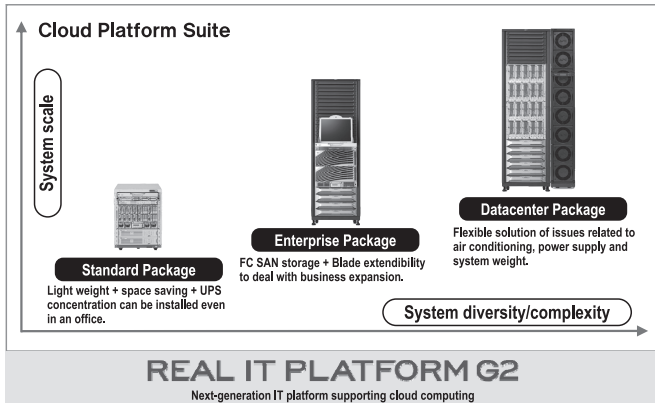 Cloud Platform Suite
System scale
Standard Package
Light weight + space saving + UPS
concentration can be installed even
in an office.
Enterprise Package
FC SAN storage + Blade extendibility
to deal with business expansion.
Datacenter Package
Flexible solution of issues related to
air conditioning, power supply and
system weight.
System diversity/complexity
REAL IT PLATFORM G2
Next-generation IT platform supporting cloud computing